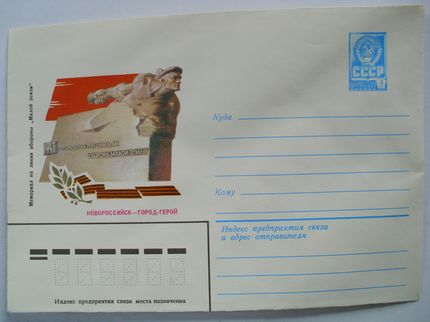 Мемориал на линии обороны „Малой земли"
НОВОРОССИЙСК—ГОРОД-ГЕРОЙ
Индекс предприятия связи места назначения
СССР
4
Куда
Кому
Индекс предприятия связи
и адрес отправителя